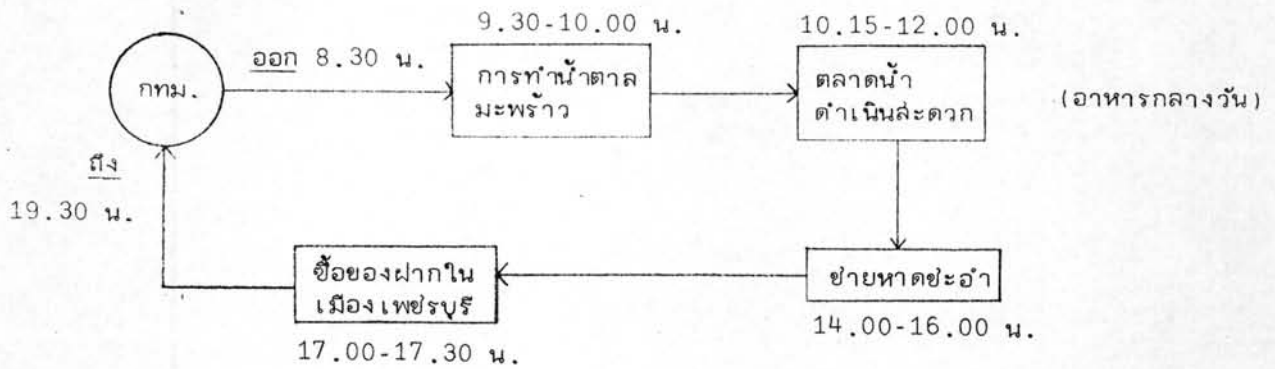 กทม.
ออก 8.30 น.
9.30-10.00 น.
การทำน้ำตาล
มะพร้าว
10.15-12.00 น.
ตลาดน้ำ
ดำเนินสะดวก
(อาหารกลางวัน)
ชายหาดชะอำ
14.00-16.00 น.
ซื้อของฝากใน
เมืองเพชรบุรี
17.00-17.30 น.
ถึง
19.30 น.